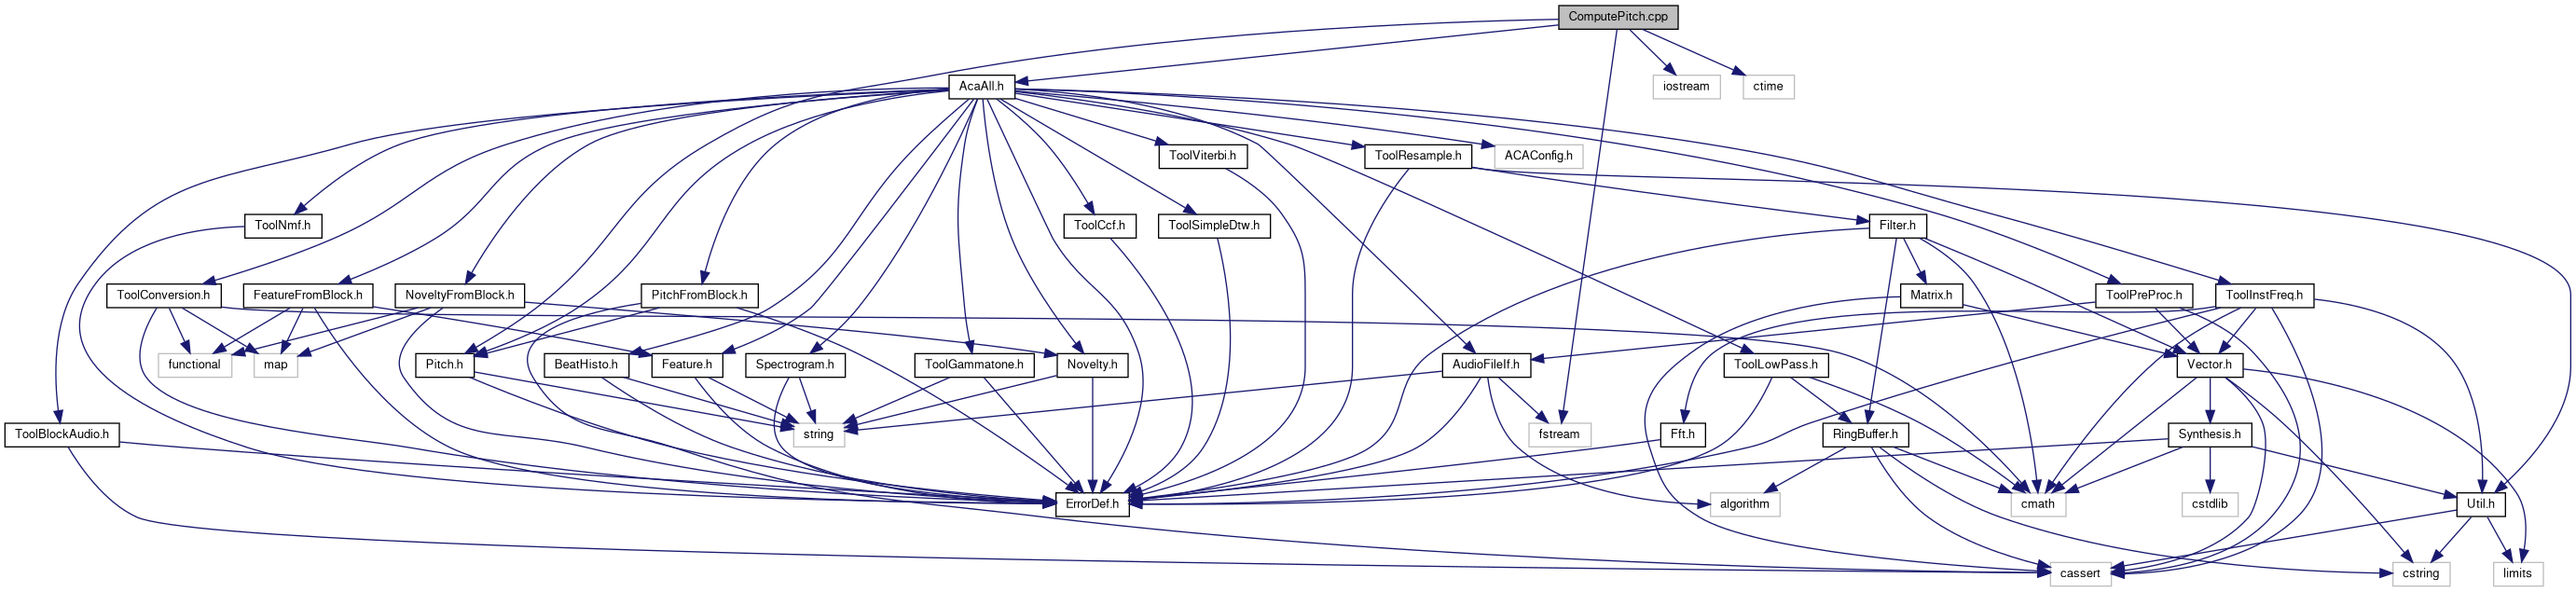 ComputePitch.cpp
AcaAll.h
iostream
ctime
ToolViterbi.h
ToolResample.h
ACAConfig.h
ToolNmf.h
ToolCcf.h
ToolSimpleDtw.h
Filter.h
ToolConversion.h
FeatureFromBlock.h
NoveltyFromBlock.h
PitchFromBlock.h
Matrix.h
ToolPreProc.h
ToolInstFreq.h
functional
map
Pitch.h
BeatHisto.h
Feature.h
Spectrogram.h
ToolGammatone.h
Novelty.h
AudioFileIf.h
ToolLowPass.h
Vector.h
ToolBlockAudio.h
string
fstream
Fft.h
RingBuffer.h
Synthesis.h
ErrorDef.h
algorithm
cmath
cstdlib
Util.h
cassert
cstring
limits